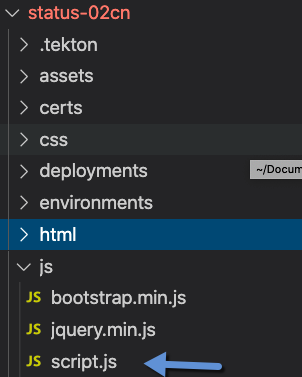 status-02cn
.tekton
assets
certs
css
deployments
~/Docum
environments
html
js
JS bootstrap.min.js
JS jquery.min.js
JS script.js